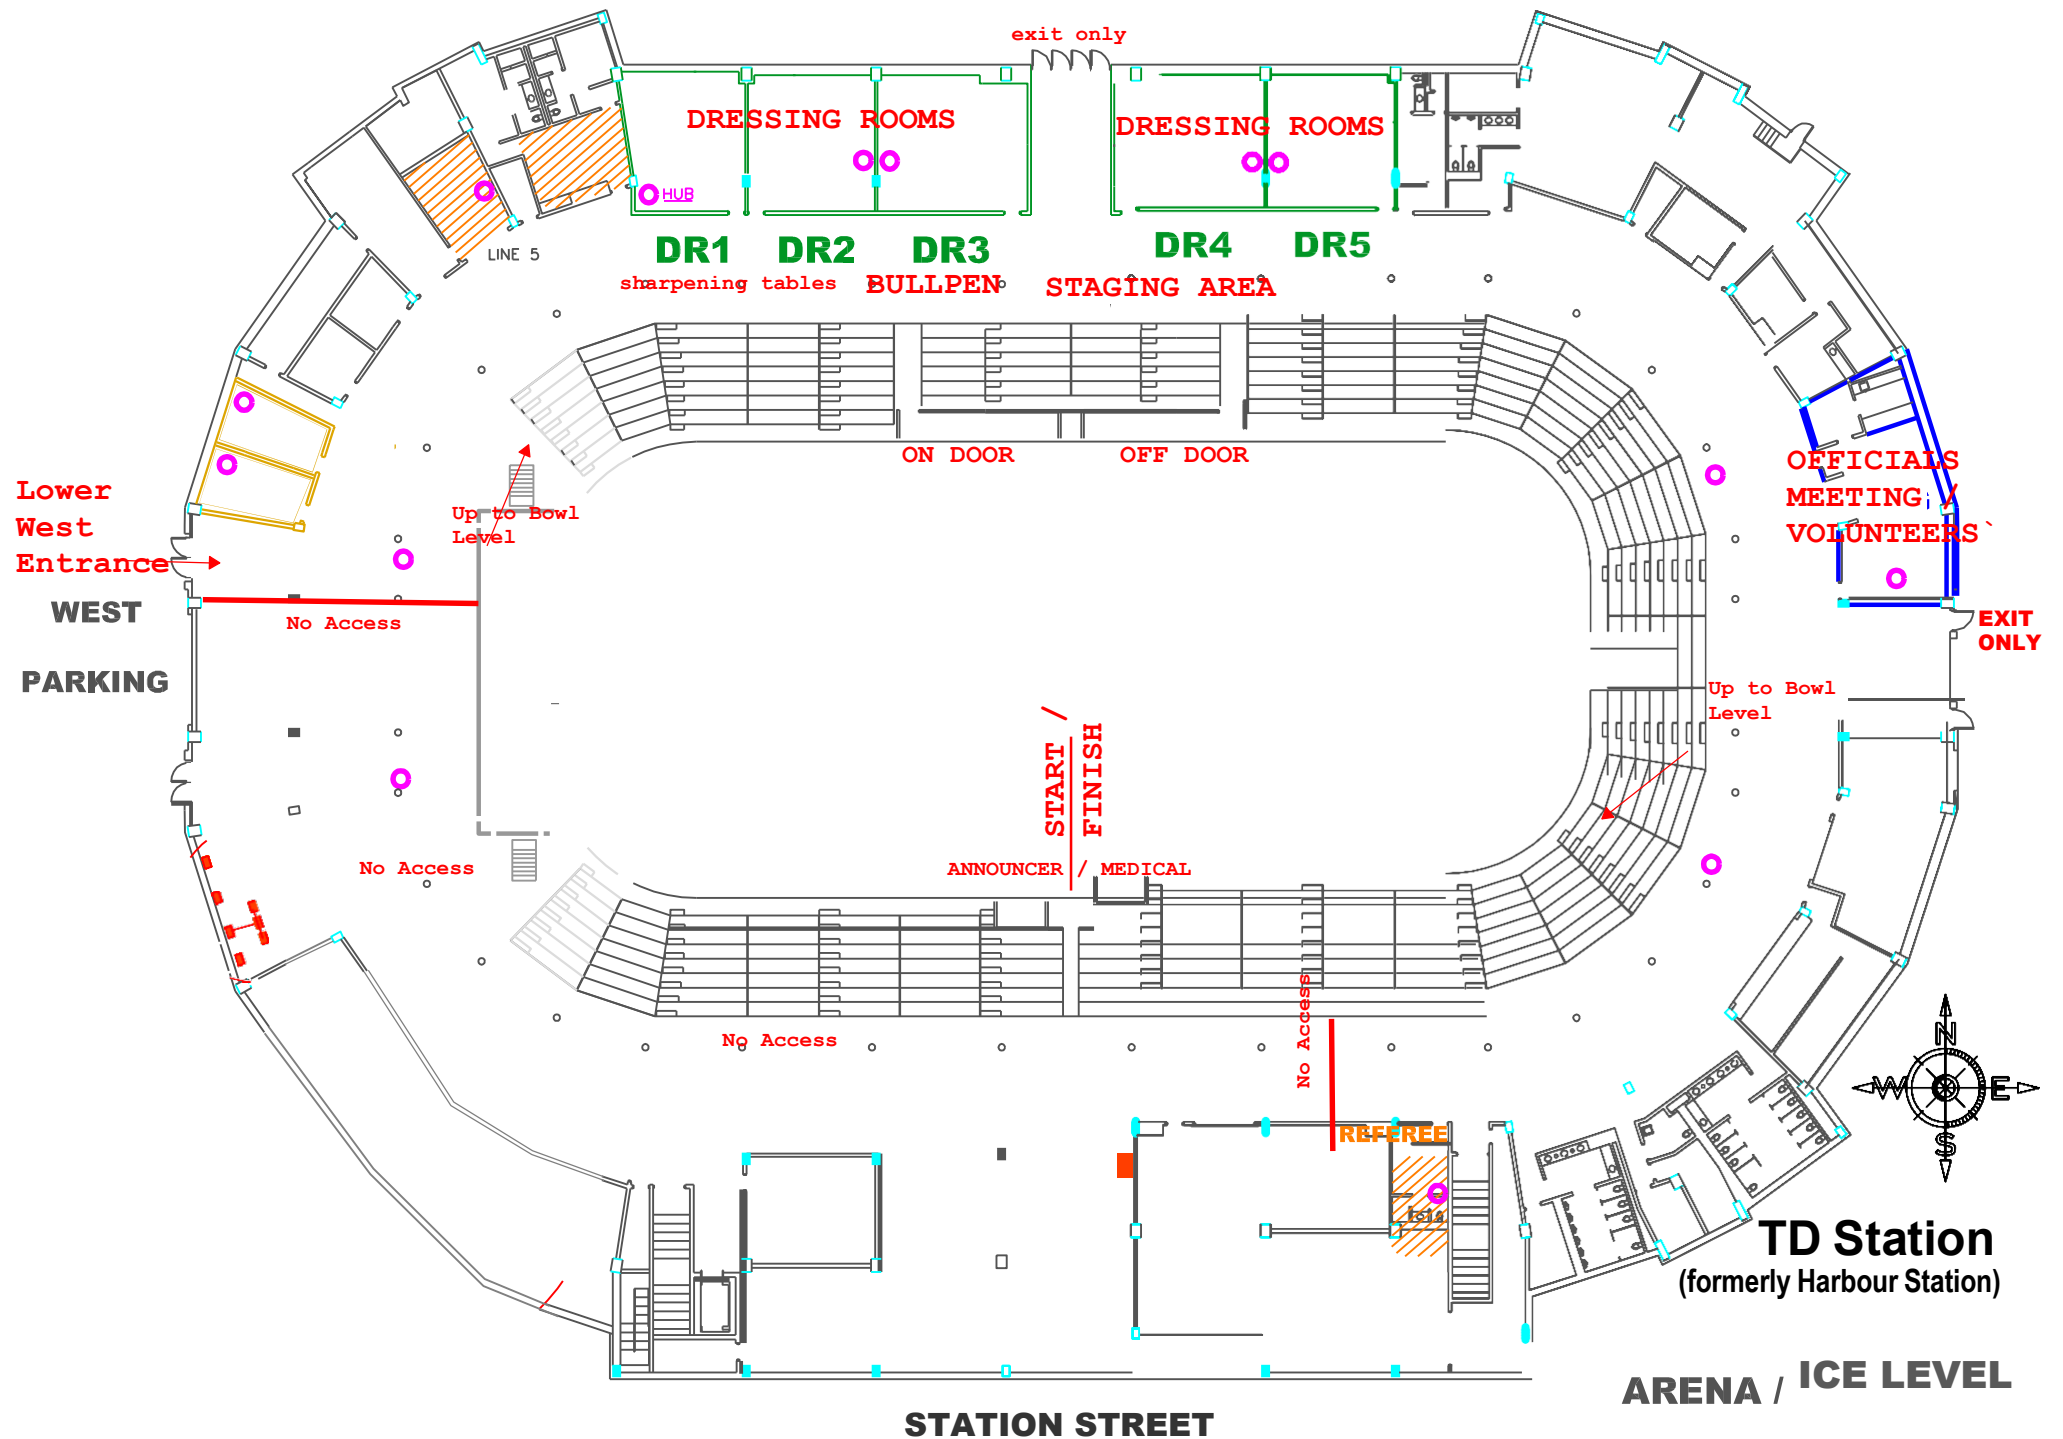 exit only
DRESSING ROOMS
DRESSING ROOMS
HUB
LINE 5
DR1
DR2
DR3
DR4
DR5
sharpening tables
BULLPEN
STAGING AREA
ON DOOR
OFF DOOR
Lower
West
Entrance
Up to Bowl
Level
OFFICIALS
MEETING /
VOLUNTEERS`
WEST
PARKING
No Access
EXIT
ONLY
Up to Bowl
Level
START /
FINISH
ANNOUNCER / MEDICAL
No Access
No Access
No Access
REFEREE
N
W
E
S
TD Station
(formerly Harbour Station)
ARENA / ICE LEVEL
STATION STREET